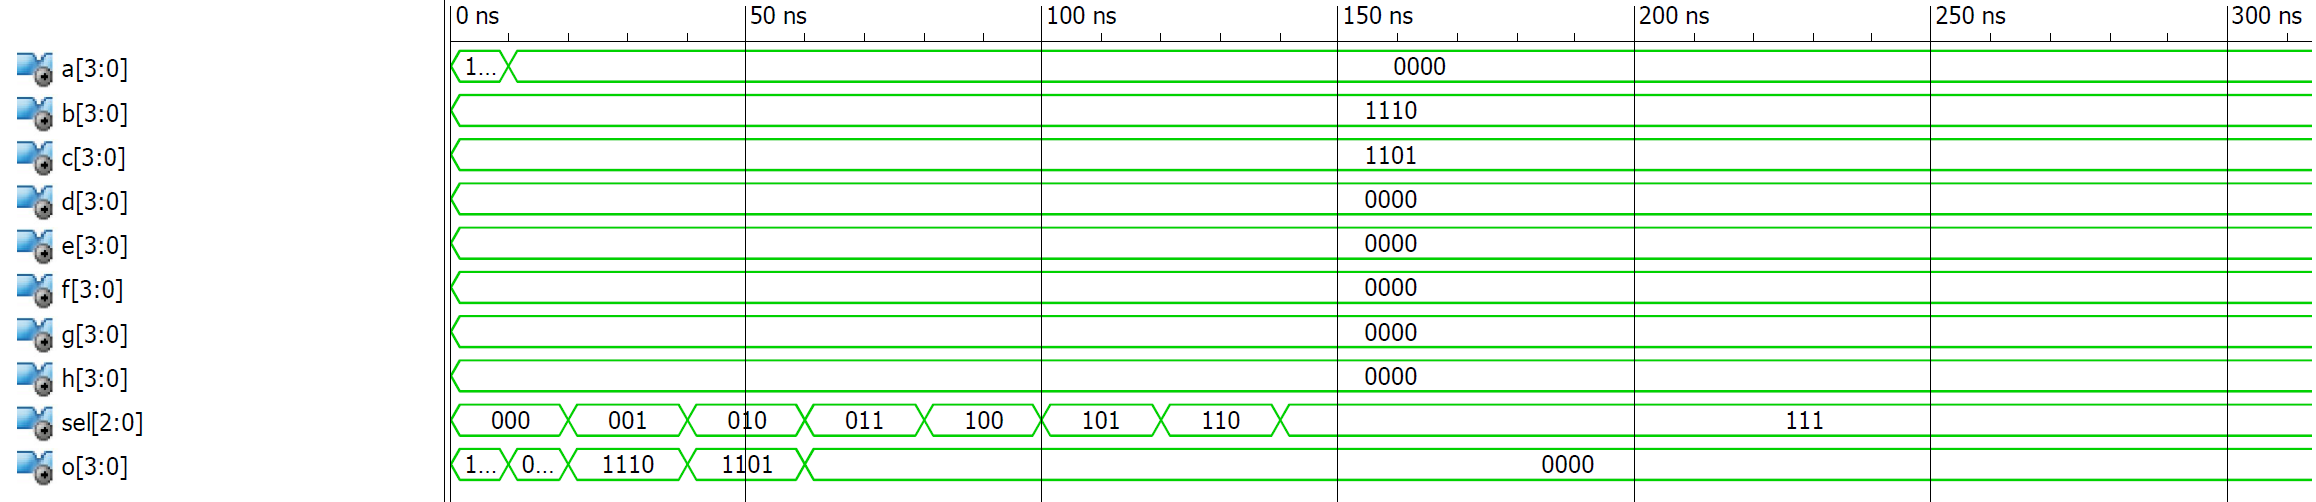 0 ns 50 ns 100 ns 150 ns 200 ns 250 ns 300 ns
a[3:0] 1... 0000
b[3:0] 1110
c[3:0] 1101
d[3:0] 0000
e[3:0] 0000
f[3:0] 0000
g[3:0] 0000
h[3:0] 0000
sel[2:0] 000 001 010 011 100 101 110 111
o[3:0] 1... 0... 1110 1101 0000